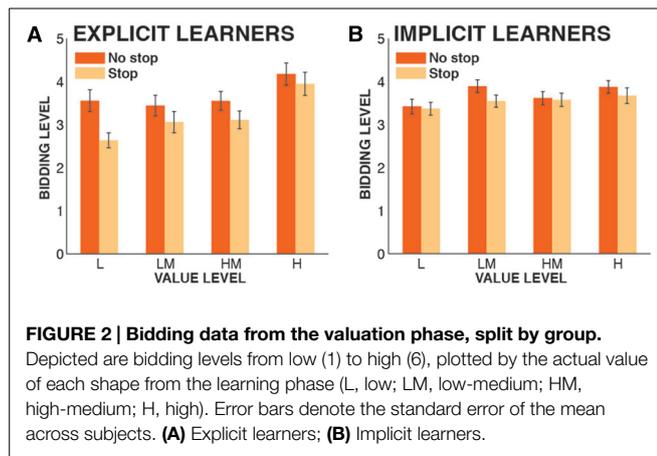 A EXPLICIT LEARNERS
5
4
3
2
1
0
BIDDING LEVEL
No stop
Stop
L LM HM H
VALUE LEVEL
B IMPLICIT LEARNERS
5
4
3
2
1
0
BIDDING LEVEL
No stop
Stop
L LM HM H
VALUE LEVEL
FIGURE 2 | Bidding data from the valuation phase, split by group.
Depicted are bidding levels from low (1) to high (6), plotted by the actual value
of each shape from the learning phase (L, low; LM, low-medium; HM,
high-medium; H, high). Error bars denote the standard error of the mean
across subjects. (A) Explicit learners; (B) Implicit learners.